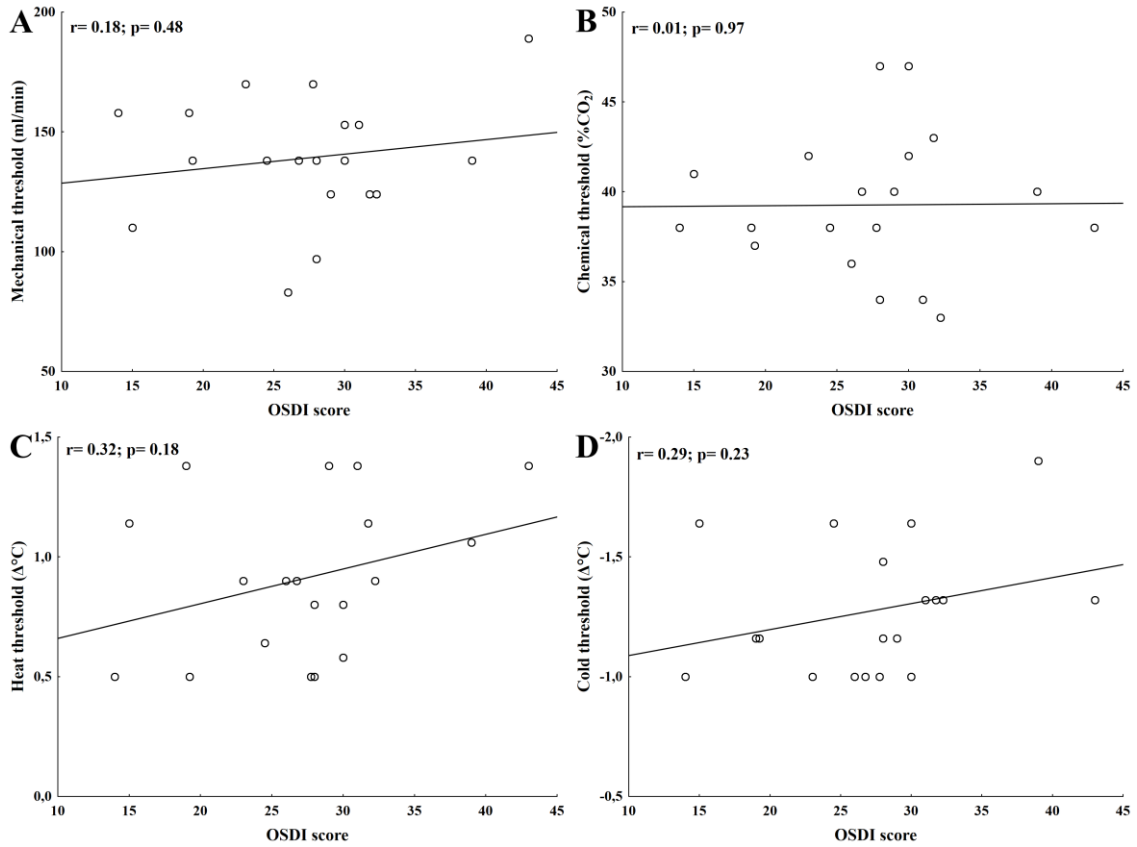 A
r= 0.18; p= 0.48
Mechanical threshold (ml/min)
200
150
100
50
10 15 20 25 30 35 40 45
OSDI score
B
r= 0.01; p= 0.97
Chemical threshold (%CO₂)
45
40
35
30
10 15 20 25 30 35 40 45
OSDI score
C
r= 0.32; p= 0.18
Heat threshold (Δ°C)
1,5
1,0
0,5
0,0
10 15 20 25 30 35 40 45
OSDI score
D
r= 0.29; p= 0.23
Cold threshold (Δ°C)
-2,0
-1,5
-1,0
-0,5
10 15 20 25 30 35 40 45
OSDI score